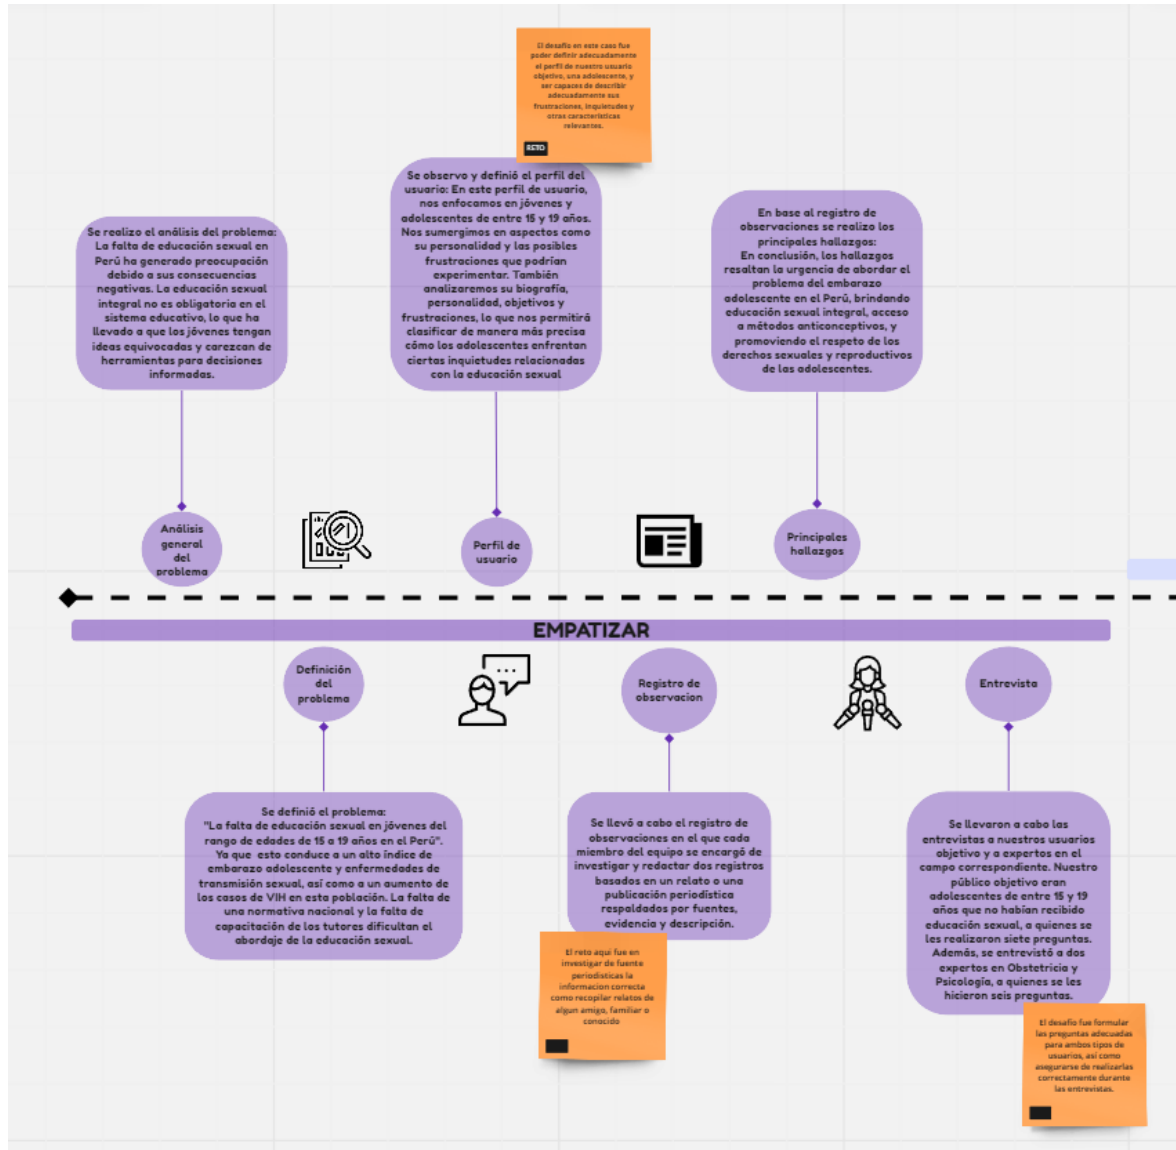 El desafío en este caso fue
poder definir adecuadamente
el perfil de nuestro usuario
objetivo, una adolescente, y
ser capaces de describir
adecuadamente sus
frustraciones, inquietudes y
otras características
relevantes.
RETO
Se realizo el análisis del problema:
La falta de educación sexual en
Perú ha generado preocupación
debido a sus consecuencias
negativas. La educación sexual
integral no es obligatoria en el
sistema educativo, lo que ha
llevado a que los jóvenes tengan
ideas equivocadas y carezcan de
herramientas para decisiones
informadas.
Se observo y definió el perfil del
usuario: En este perfil de usuario,
nos enfocamos en jóvenes y
adolescentes de entre 15 y 19 años.
Nos sumergimos en aspectos como
su personalidad y las posibles
frustraciones que podrían
experimentar. También
analizaremos su biografía,
personalidad, objetivos y
frustraciones, lo que nos permitirá
clasificar de manera más precisa
cómo los adolescentes enfrentan
ciertas inquietudes relacionadas
con la educación sexual
En base al registro de
observaciones se realizo los
principales hallazgos:
En conclusión, los hallazgos
resaltan la urgencia de abordar el
problema del embarazo
adolescente en el Perú, brindando
educación sexual integral, acceso
a métodos anticonceptivos, y
promoviendo el respeto de los
derechos sexuales y reproductivos
de las adolescentes.
Análisis
general
del
problema
Perfil de
usuario
Principales
hallazgos
EMPATIZAR
Definición
del
problema
Registro de
observacion
Entrevista
Se definió el problema:
"La falta de educación sexual en jóvenes del
rango de edades de 15 a 19 años en el Perú".
Ya que esto conduce a un alto índice de
embarazo adolescente y enfermedades de
transmisión sexual, así como a un aumento de
los casos de VIH en esta población. La falta de
una normativa nacional y la falta de
capacitación de los tutores dificultan el
abordaje de la educación sexual.
Se llevó a cabo el registro de
observaciones en el que cada
miembro del equipo se encargó de
investigar y redactar dos registros
basados en un relato o una
publicación periodística
respaldados por fuentes,
evidencia y descripción.
Se llevaron a cabo las
entrevistas a nuestros usuarios
objetivo y a expertos en el
campo correspondiente. Nuestro
público objetivo eran
adolescentes de entre 15 y 19
años que no habían recibido
educación sexual, a quienes se
les realizaron siete preguntas.
Además, se entrevistó a dos
expertos en Obstetricia y
Psicología, a quienes se les
hicieron seis preguntas.
El reto aqui fue en
investigar de fuente
periodisticas la
informacion correcta
como recopilar relatos de
algun amigo, familiar o
conocido
El desafío fue formular
las preguntas adecuadas
para ambos tipos de
usuarios, así como
asegurarse de realizarlas
correctamente durante
las entrevistas.